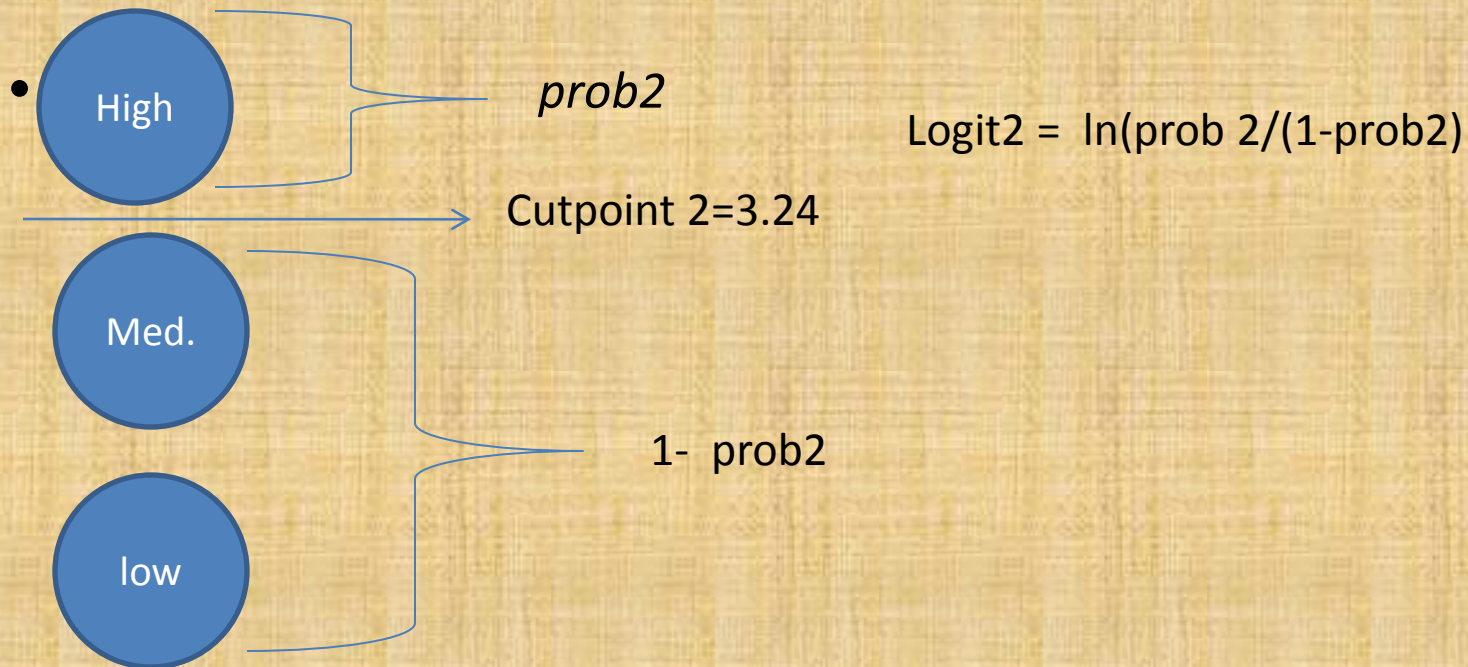 • High
prob2
Logit2 = ln(prob 2/(1-prob2)
Cutpoint 2=3.24
Med.
1- prob2
low